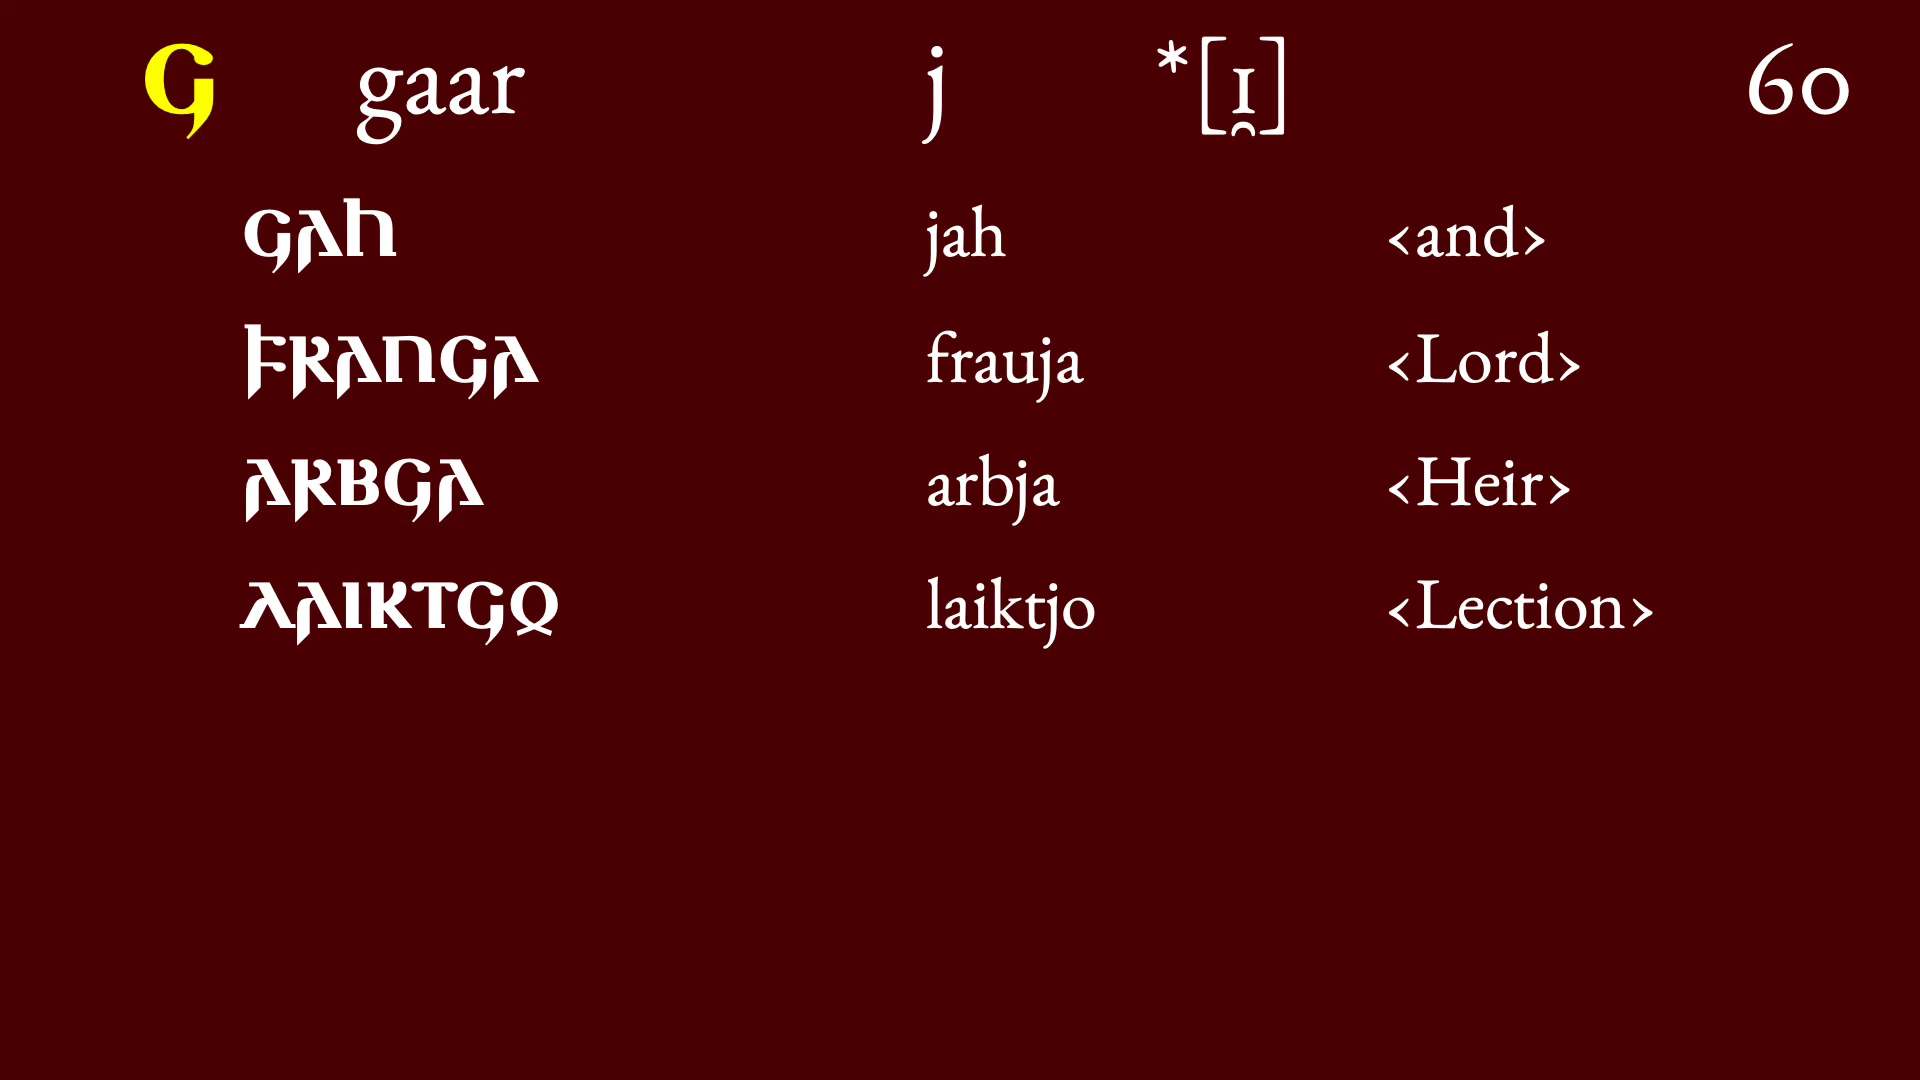 𐌾 gaar j *[ɪ̯] 60
𐌾𐌰𐌷 jah ‹and›
𐍆𐍂𐌰𐌿𐌾𐌰 frauja ‹Lord›
𐌰𐍂𐌱𐌾𐌰 arbja ‹Heir›
𐌻𐌰𐌹𐌺𐍄𐌾𐍉 laiktjo ‹Lection›